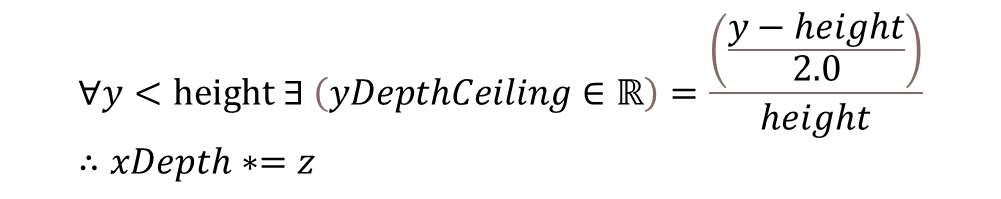 ∀y < height ∃ (yDepthCeiling ∈ ℝ) = ((y − height)/2.0)/height
∴ xDepth *= z